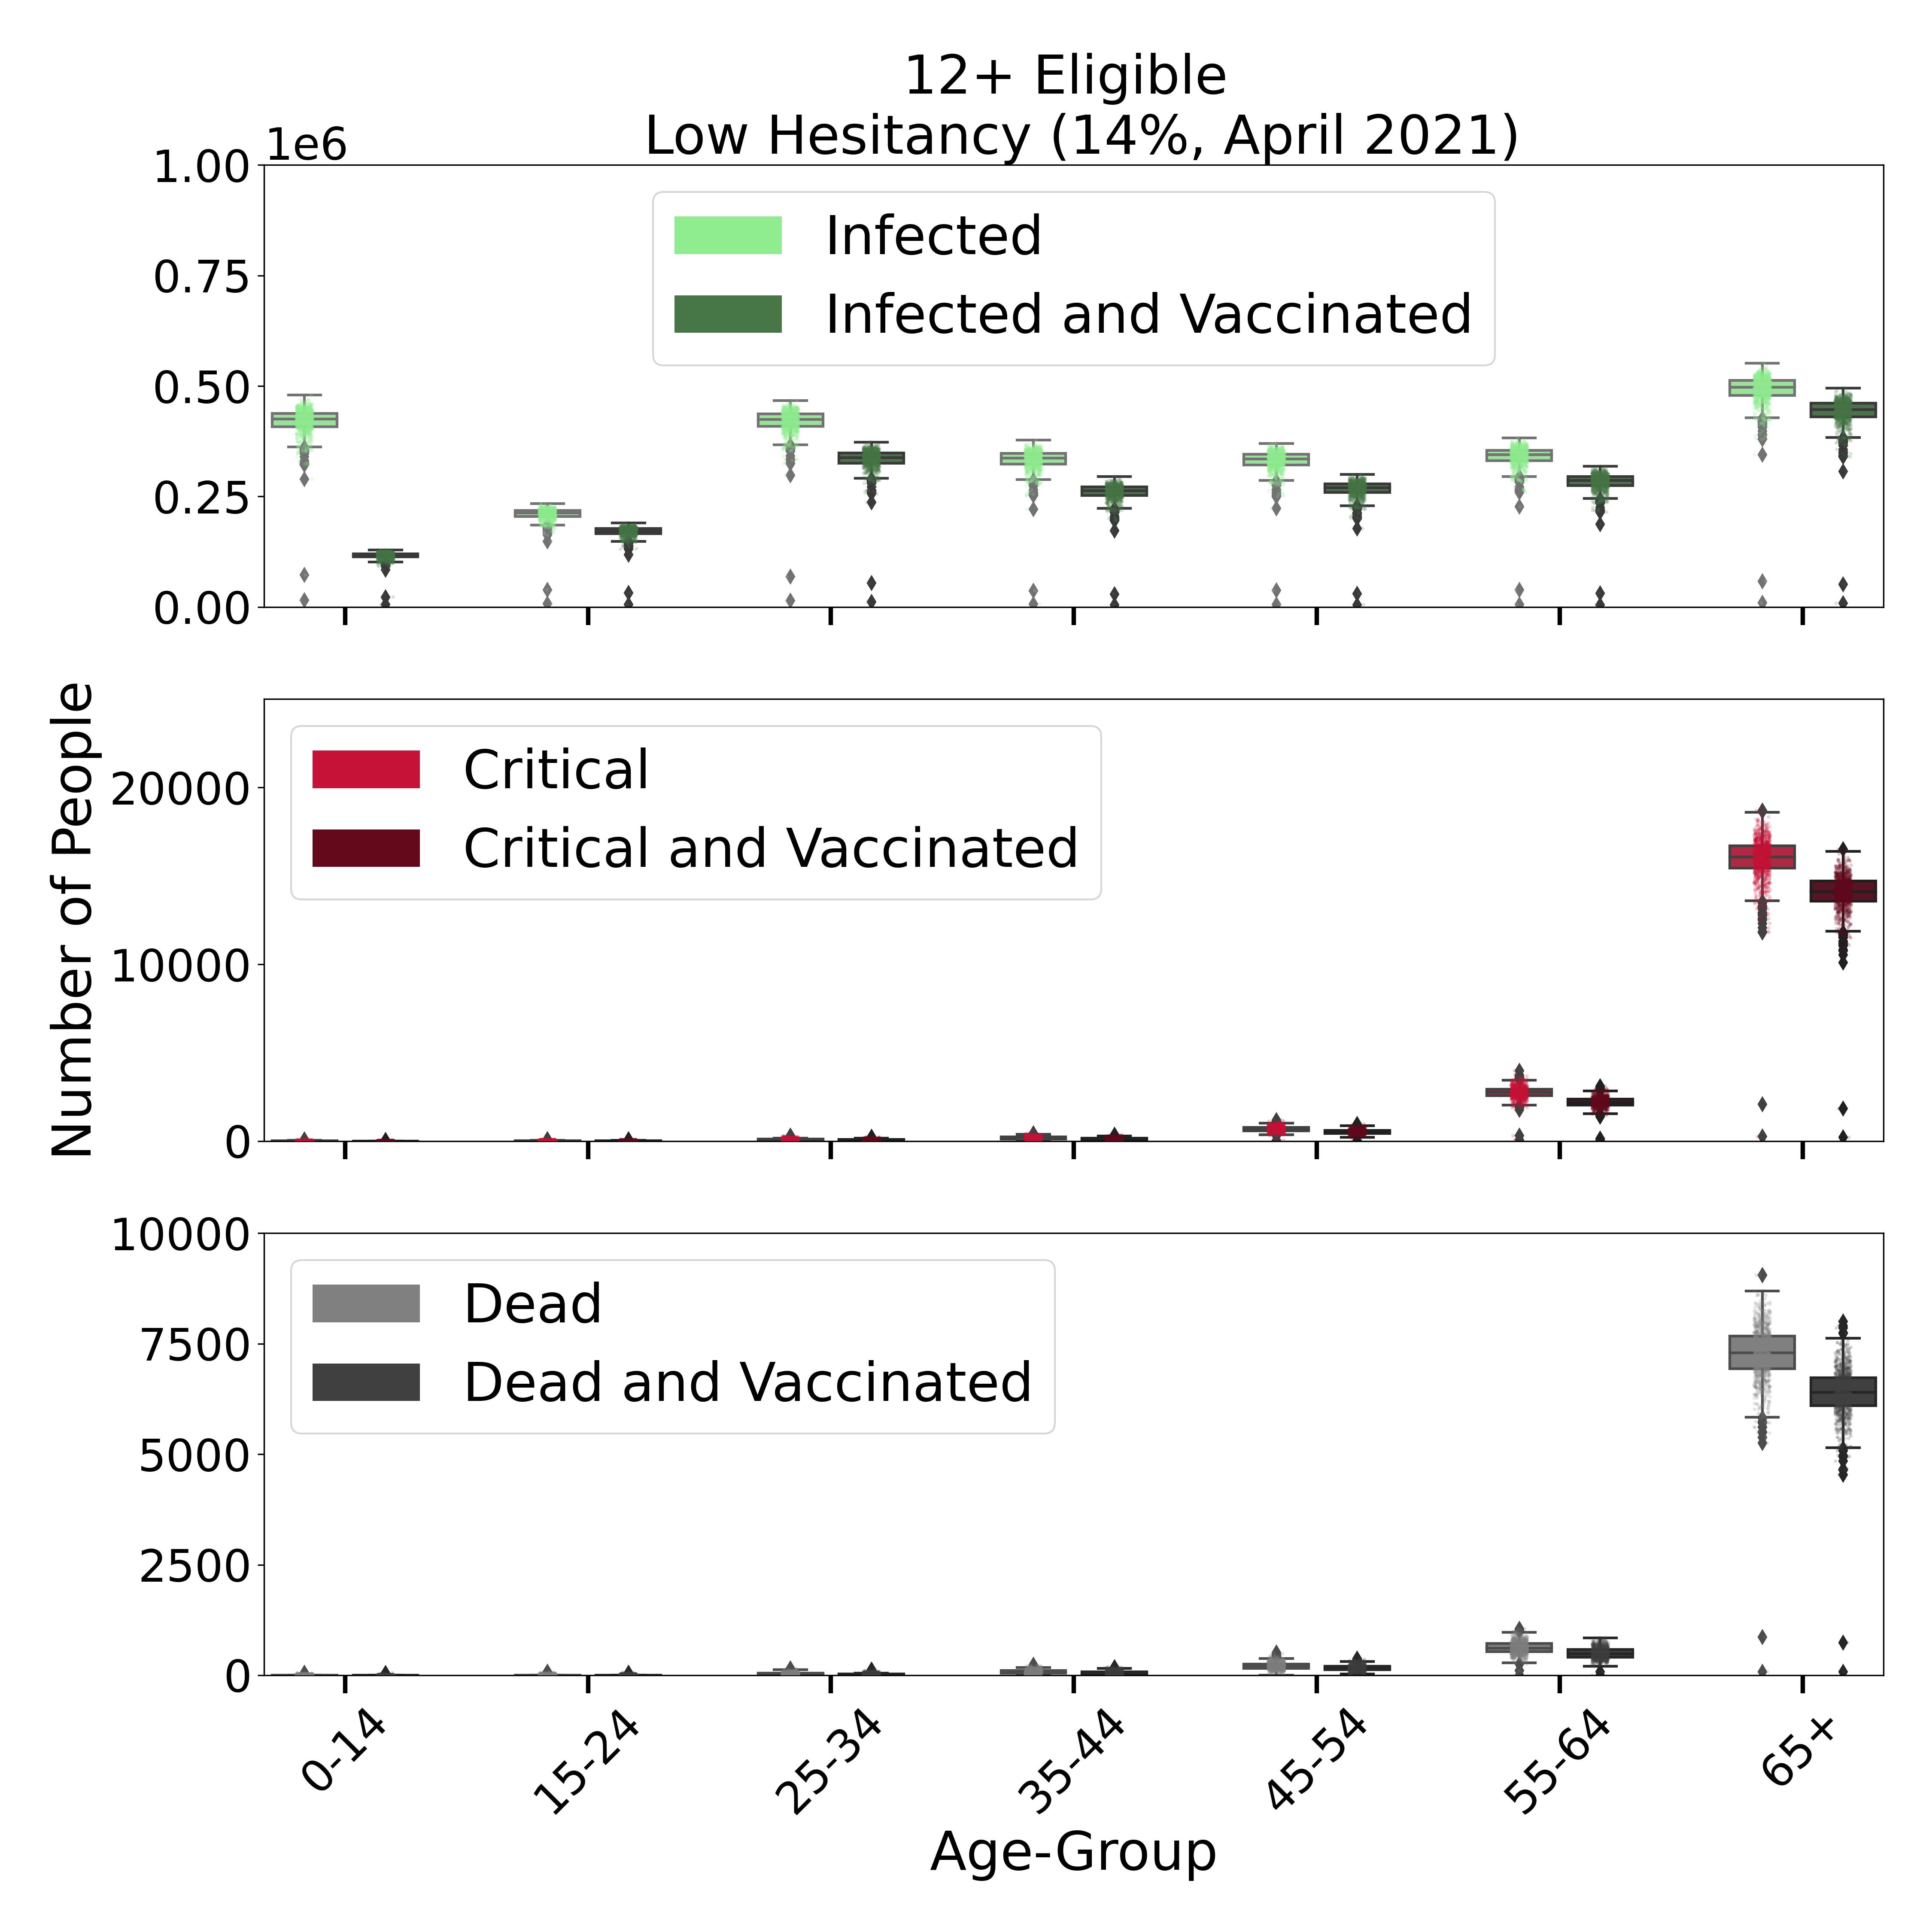 12+ Eligible
Low Hesitancy (14%, April 2021)
1e6
1.00
0.75
0.50
0.25
0.00
Infected
Infected and Vaccinated
Number of People
20000
10000
0
Critical
Critical and Vaccinated
10000
7500
5000
2500
0
Dead
Dead and Vaccinated
0-14
15-24
25-34
35-44
45-54
55-64
65+
Age-Group